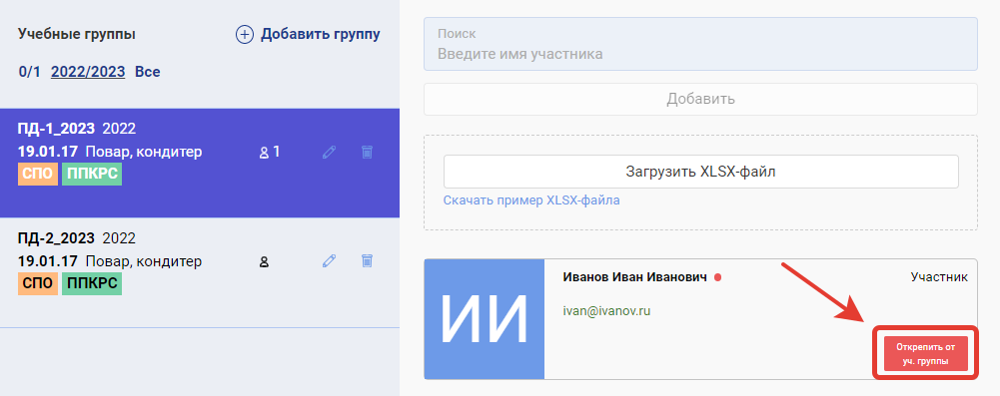 Учебные группы
Добавить группу
0/1 2022/2023 Все
ПД-1_2023 2022
19.01.17 Повар, кондитер
1
СПО ППКРС
ПД-2_2023 2022
19.01.17 Повар, кондитер
СПО ППКРС
Поиск
Введите имя участника
Добавить
Загрузить XLSX-файл
Скачать пример XLSX-файла
ИИ
Иванов Иван Иванович
Участник
ivan@ivanov.ru
Открепить от
уч. группы